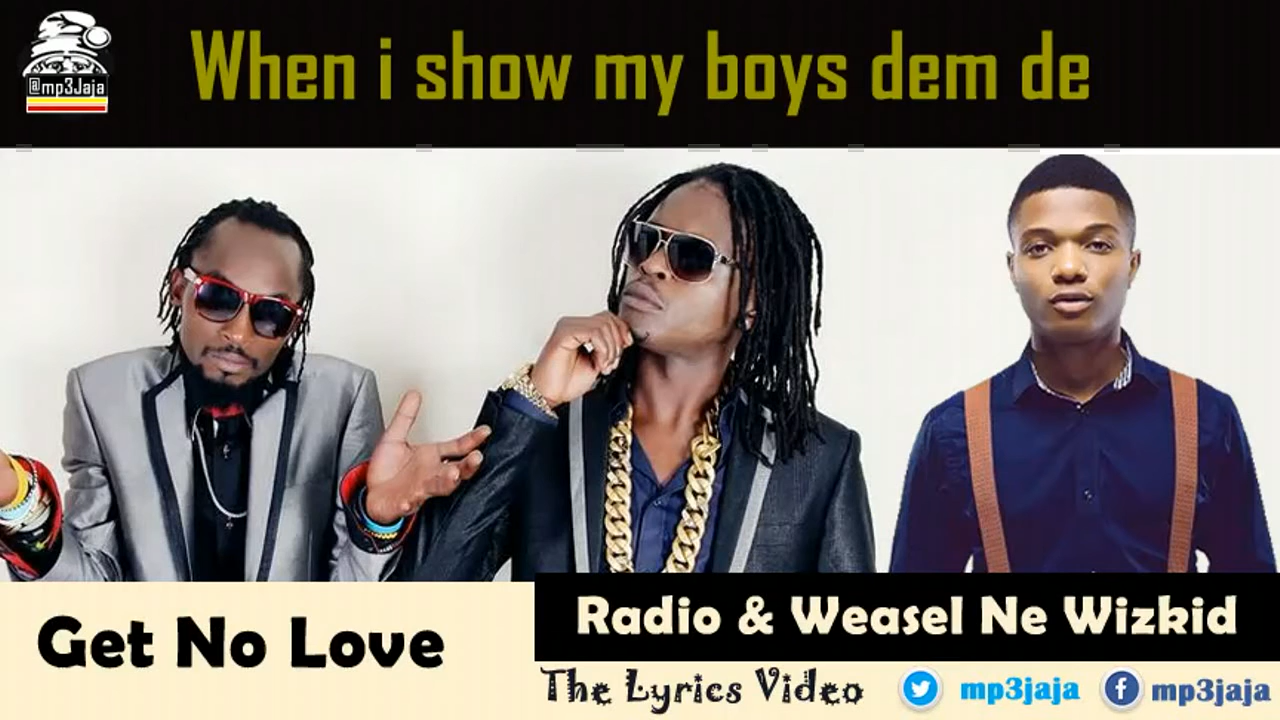 @mp3Jaja
When i show my boys dem de
Get No Love
Radio & Weasel Ne Wizkid
The Lyrics Video
mp3jaja
mp3jaja